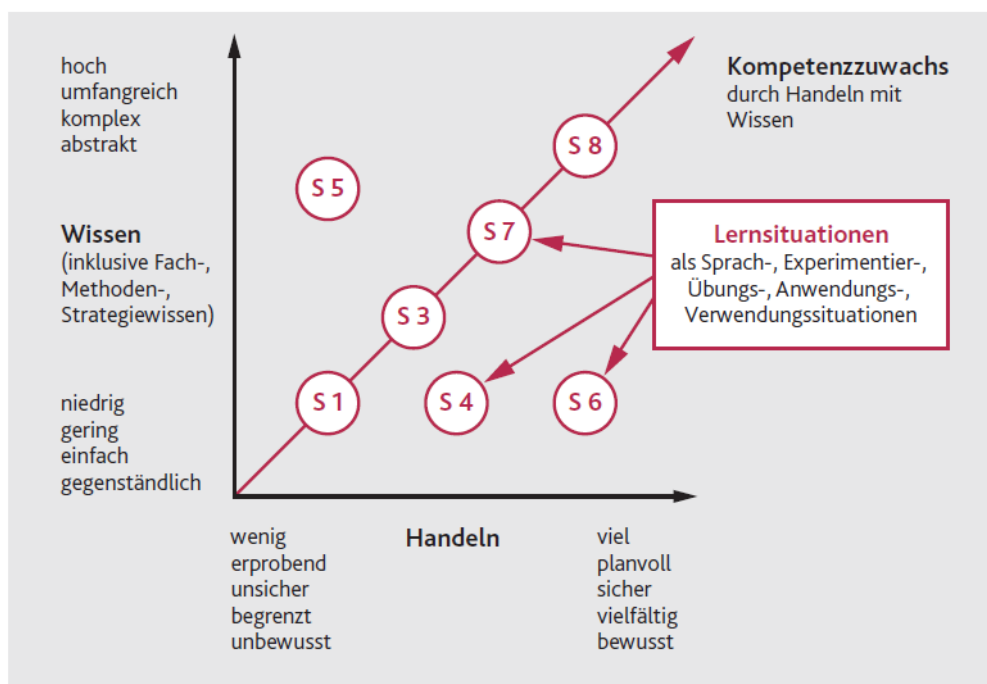 hoch
umfangreich
komplex
abstrakt
Wissen
(inklusive Fach-,
Methoden-,
Strategiewissen)
niedrig
gering
einfach
gegenständlich
S 5
S 8
S 7
S 3
S 1
S 4
S 6
Kompetenzzuwachs
durch Handeln mit
Wissen
Lernsituationen
als Sprach-, Experimentier-,
Übungs-, Anwendungs-,
Verwendungssituationen
wenig
erprobend
unsicher
begrenzt
unbewusst
Handeln
viel
planvoll
sicher
vielfältig
bewusst